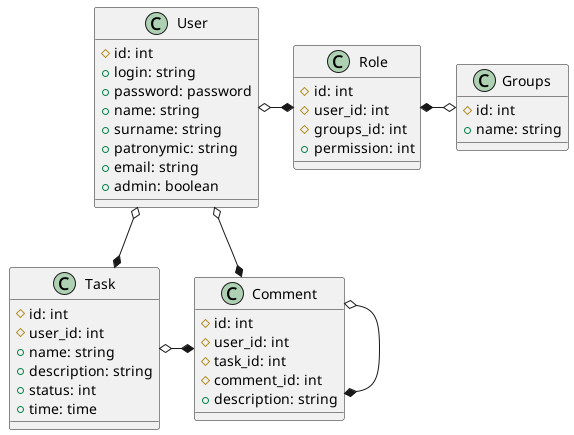 C User
id: int
login: string
password: password
name: string
surname: string
patronymic: string
email: string
admin: boolean
C Role
id: int
user_id: int
groups_id: int
permission: int
C Groups
id: int
name: string
C Task
id: int
user_id: int
name: string
description: string
status: int
time: time
C Comment
id: int
user_id: int
task_id: int
comment_id: int
description: string